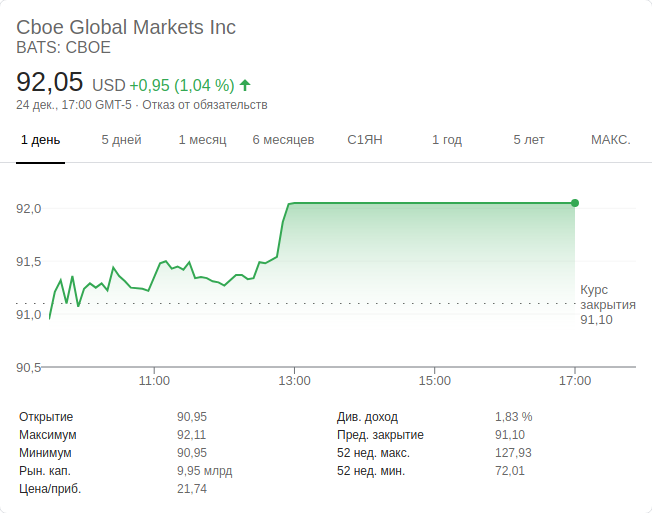 Cboe Global Markets Inc
BATS: CBOE
92,05 USD +0,95 (1,04 %)
24 дек., 17:00 GMT-5 · Отказ от обязательств
1 день 5 дней 1 месяц 6 месяцев С1ЯН 1 год 5 лет МАКС.
92,0
91,5
91,0
90,5
Курс
закрытия
91,10
11:00 13:00 15:00 17:00
Открытие 90,95 Див. доход 1,83 %
Максимум 92,11 Пред. закрытие 91,10
Минимум 90,95 52 нед. макс. 127,93
Рын. кап. 9,95 млрд 52 нед. мин. 72,01
Цена/приб. 21,74